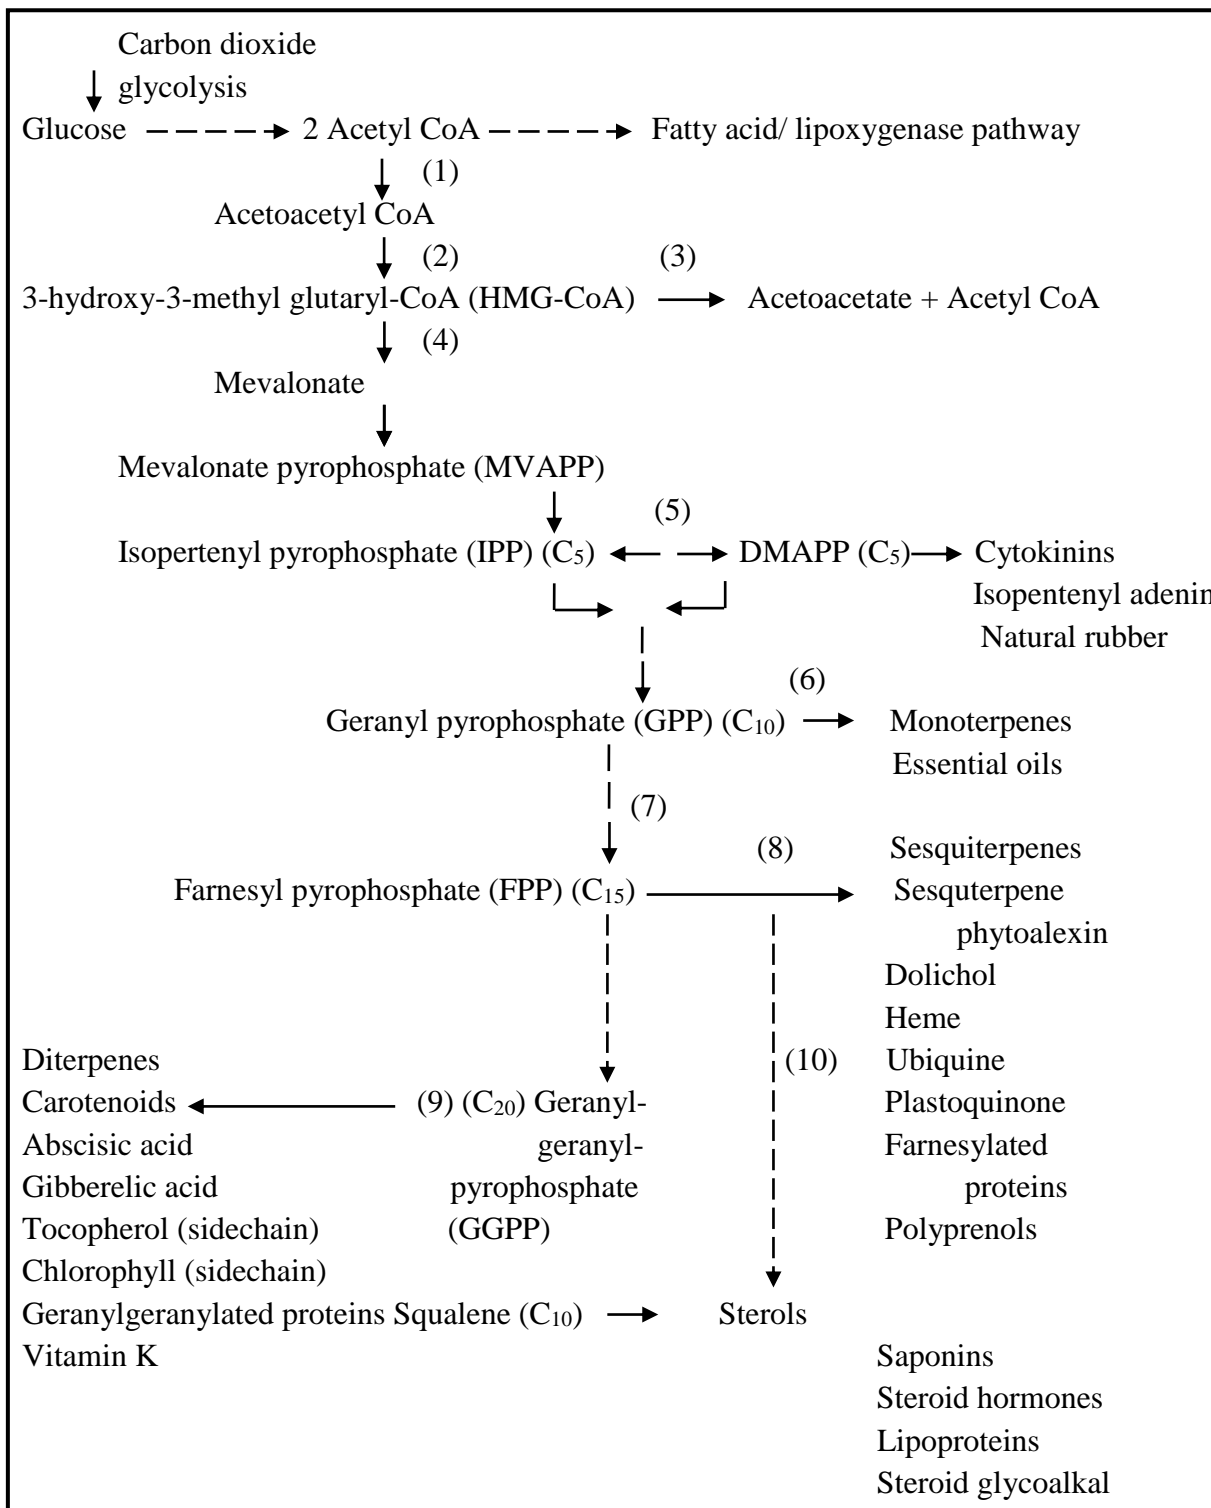 Carbon dioxide
glycolysis
Glucose 2 Acetyl CoA Fatty acid/ lipoxygenase pathway
(1)
Acetoacetyl CoA
(2) (3)
3-hydroxy-3-methyl glutaryl-CoA (HMG-CoA) Acetoacetate + Acetyl CoA
(4)
Mevalonate
Mevalonate pyrophosphate (MVAPP)
(5)
Isopertenyl pyrophosphate (IPP) (C₅) DMAPP (C₅) Cytokinins
Isopentenyl adenin
Natural rubber
(6)
Geranyl pyrophosphate (GPP) (C₁₀) Monoterpenes
Essential oils
(7)
(8) Sesquiterpenes
Farnesyl pyrophosphate (FPP) (C₁₅) Sesquterpene
phytoalexin
Dolichol
Heme
Diterpenes (10) Ubiquine
Carotenoids (9) (C₂₀) Geranyl- Plastoquinone
Abscisic acid geranyl- Farnesylated
Gibberelic acid pyrophosphate proteins
Tocopherol (sidechain) (GGPP) Polyprenols
Chlorophyll (sidechain)
Geranylgeranylated proteins Squalene (C₁₀) Sterols
Vitamin K Saponins
Steroid hormones
Lipoproteins
Steroid glycoalkal